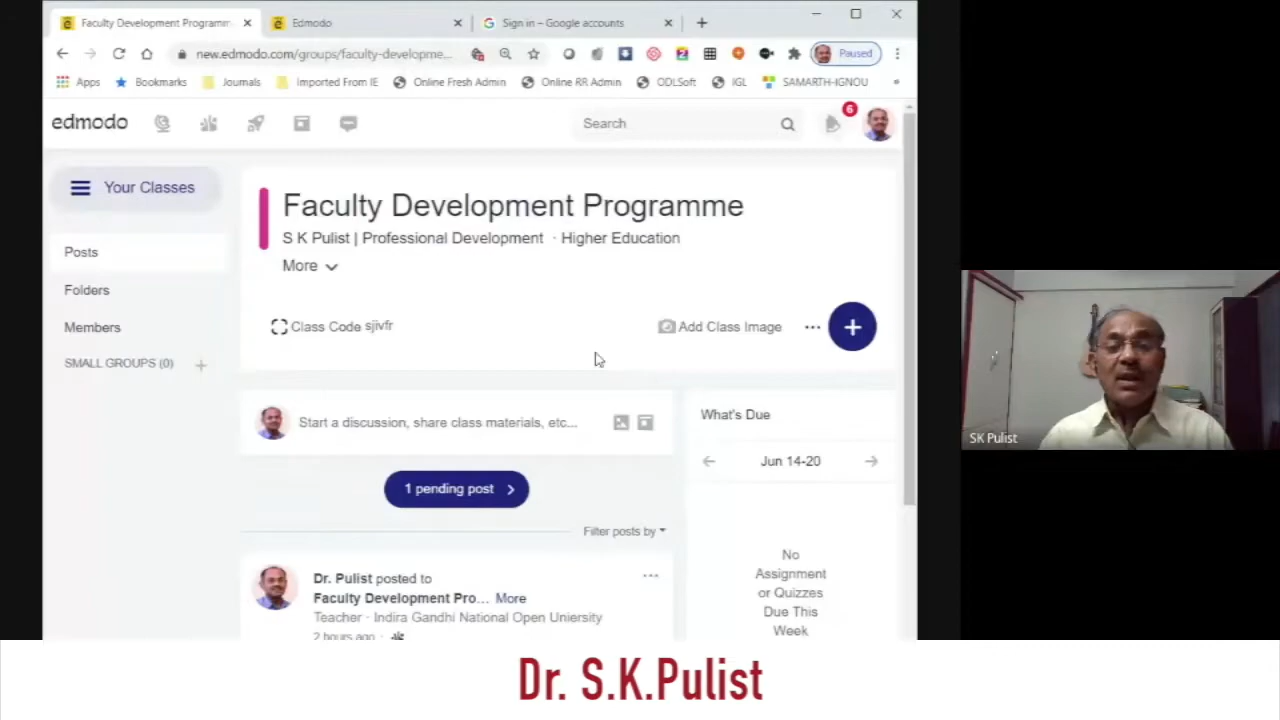 Faculty Development Programm
Edmodo
Sign in – Google accounts
new.edmodo.com/groups/faculty-developme...
Paused
Apps
Bookmarks
Journals
Imported From IE
Online Fresh Admin
Online RR Admin
ODLSoft
IGL
SAMARTH-IGNOU
»
edmodo
Search
6
Your Classes
Faculty Development Programme
S K Pulist | Professional Development · Higher Education
More
Posts
Folders
Members
SMALL GROUPS (0) +
Class Code sjivfr
Add Class Image
Start a discussion, share class materials, etc...
1 pending post
Filter posts by
Dr. Pulist posted to
Faculty Development Pro... More
Teacher · Indira Gandhi National Open Uniersity
2 hours ago ·
What's Due
Jun 14-20
No
Assignment
or Quizzes
Due This
Week
SK Pulist
Dr. S.K.Pulist